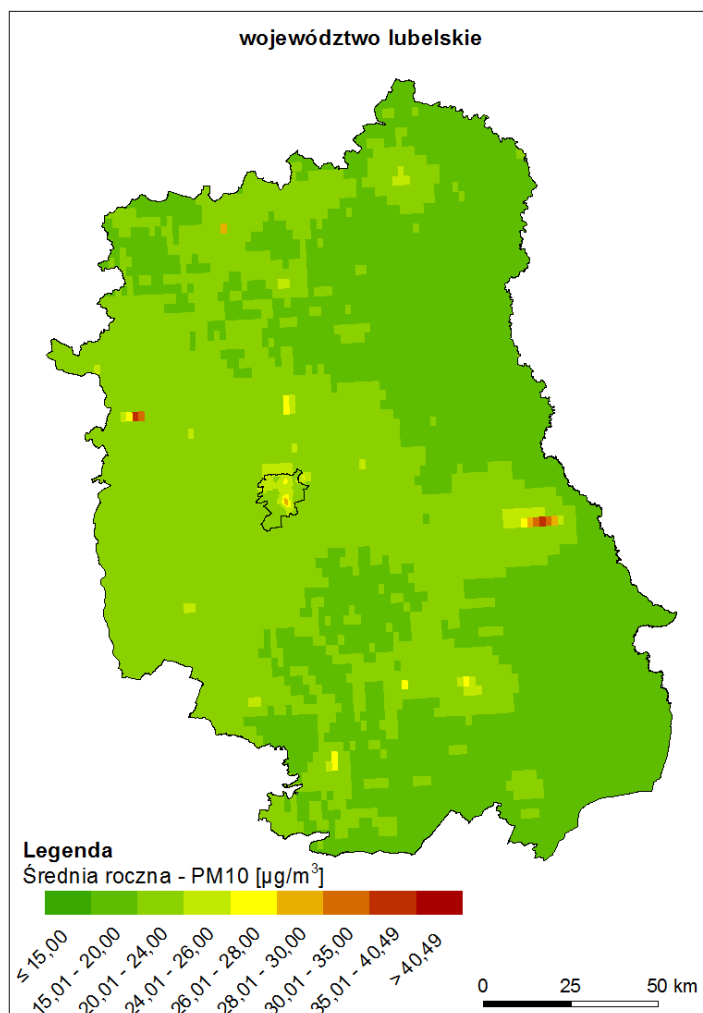 województwo lubelskie
Legenda
Średnia roczna - PM10 [µg/m³]
≤ 15,00
15,01 - 20,00
20,01 - 24,00
24,01 - 26,00
26,01 - 28,00
28,01 - 30,00
30,01 - 35,00
35,01 - 40,49
> 40,49
0 25 50 km